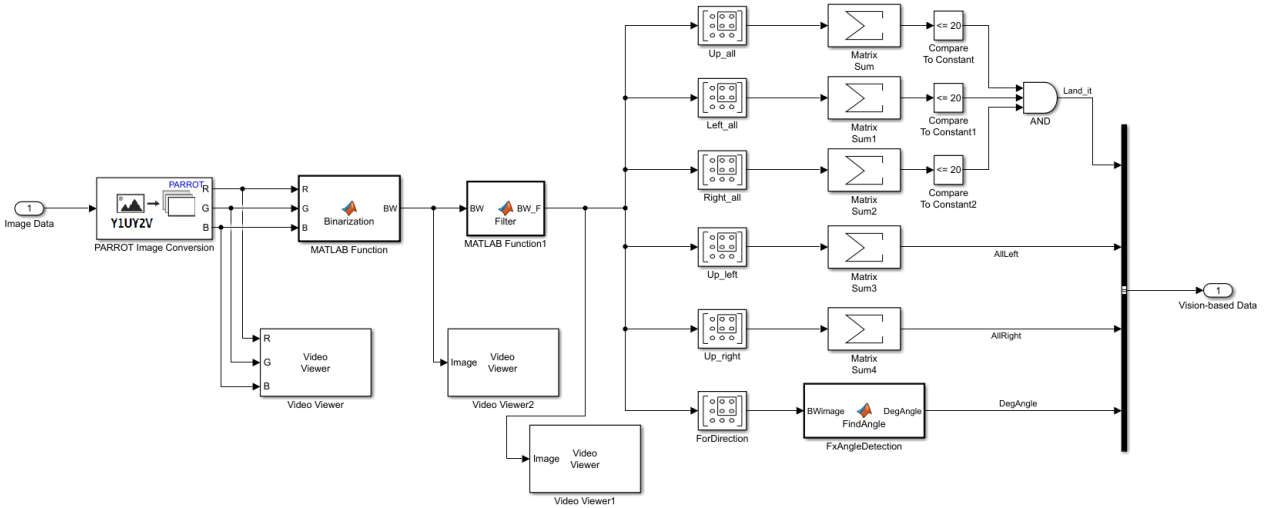 Up_all
Matrix
Sum
<= 20
Compare
To Constant
Left_all
Matrix
Sum1
<= 20
Compare
To Constant1
AND
Land_it
Right_all
Matrix
Sum2
<= 20
Compare
To Constant2
1
Image Data
PARROT
R
G
B
Y1UY2V
PARROT Image Conversion
R
G
B
Binarization
BW
MATLAB Function
BW
BW_F
Filter
MATLAB Function1
Up_left
Matrix
Sum3
AllLeft
1
Vision-based Data
Up_right
Matrix
Sum4
AllRight
R
G
B
Video
Viewer
Video Viewer
Image
Video
Viewer
Video Viewer2
ForDirection
BWimage
DegAngle
FindAngle
FxAngleDetection
DegAngle
Image
Video
Viewer
Video Viewer1